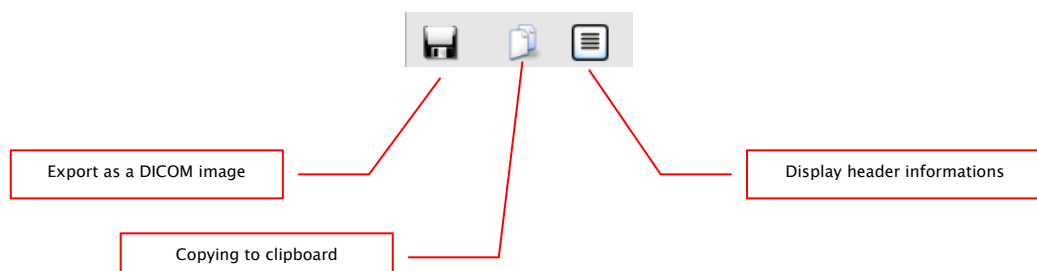 Export as a DICOM image
Display header informations
Copying to clipboard